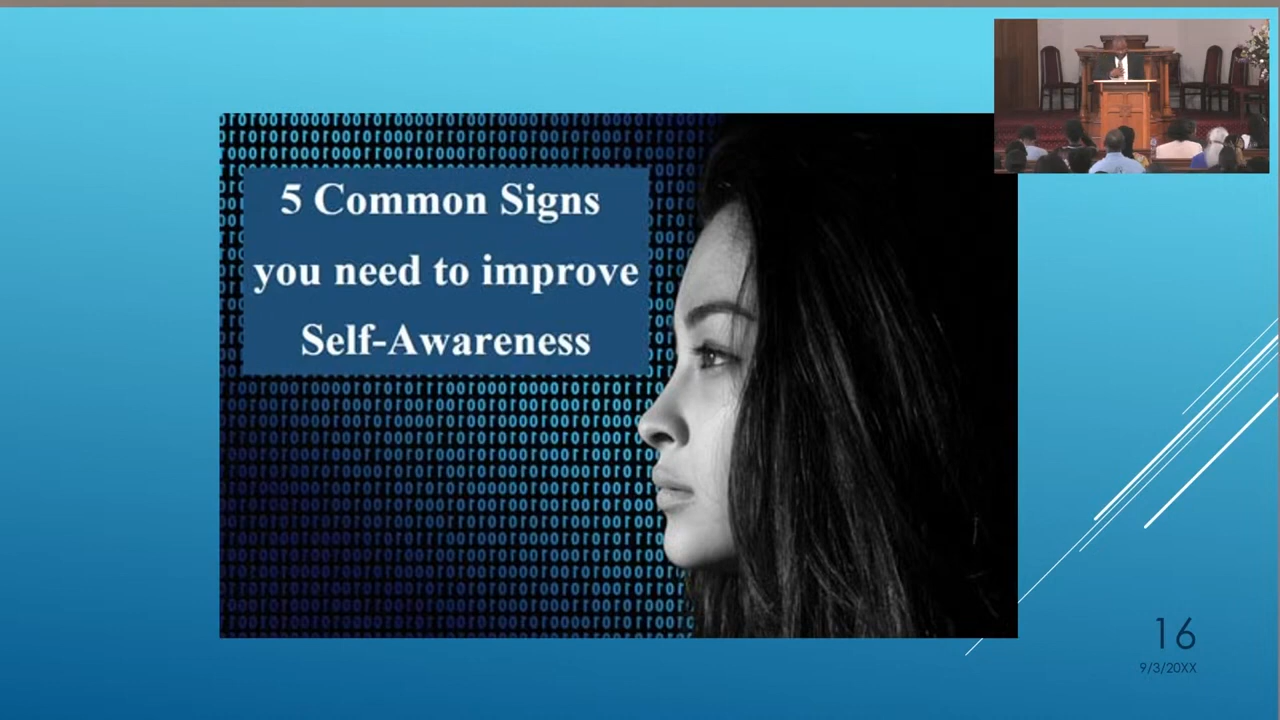 5 Common Signs
you need to improve
Self-Awareness
16
9/3/20XX